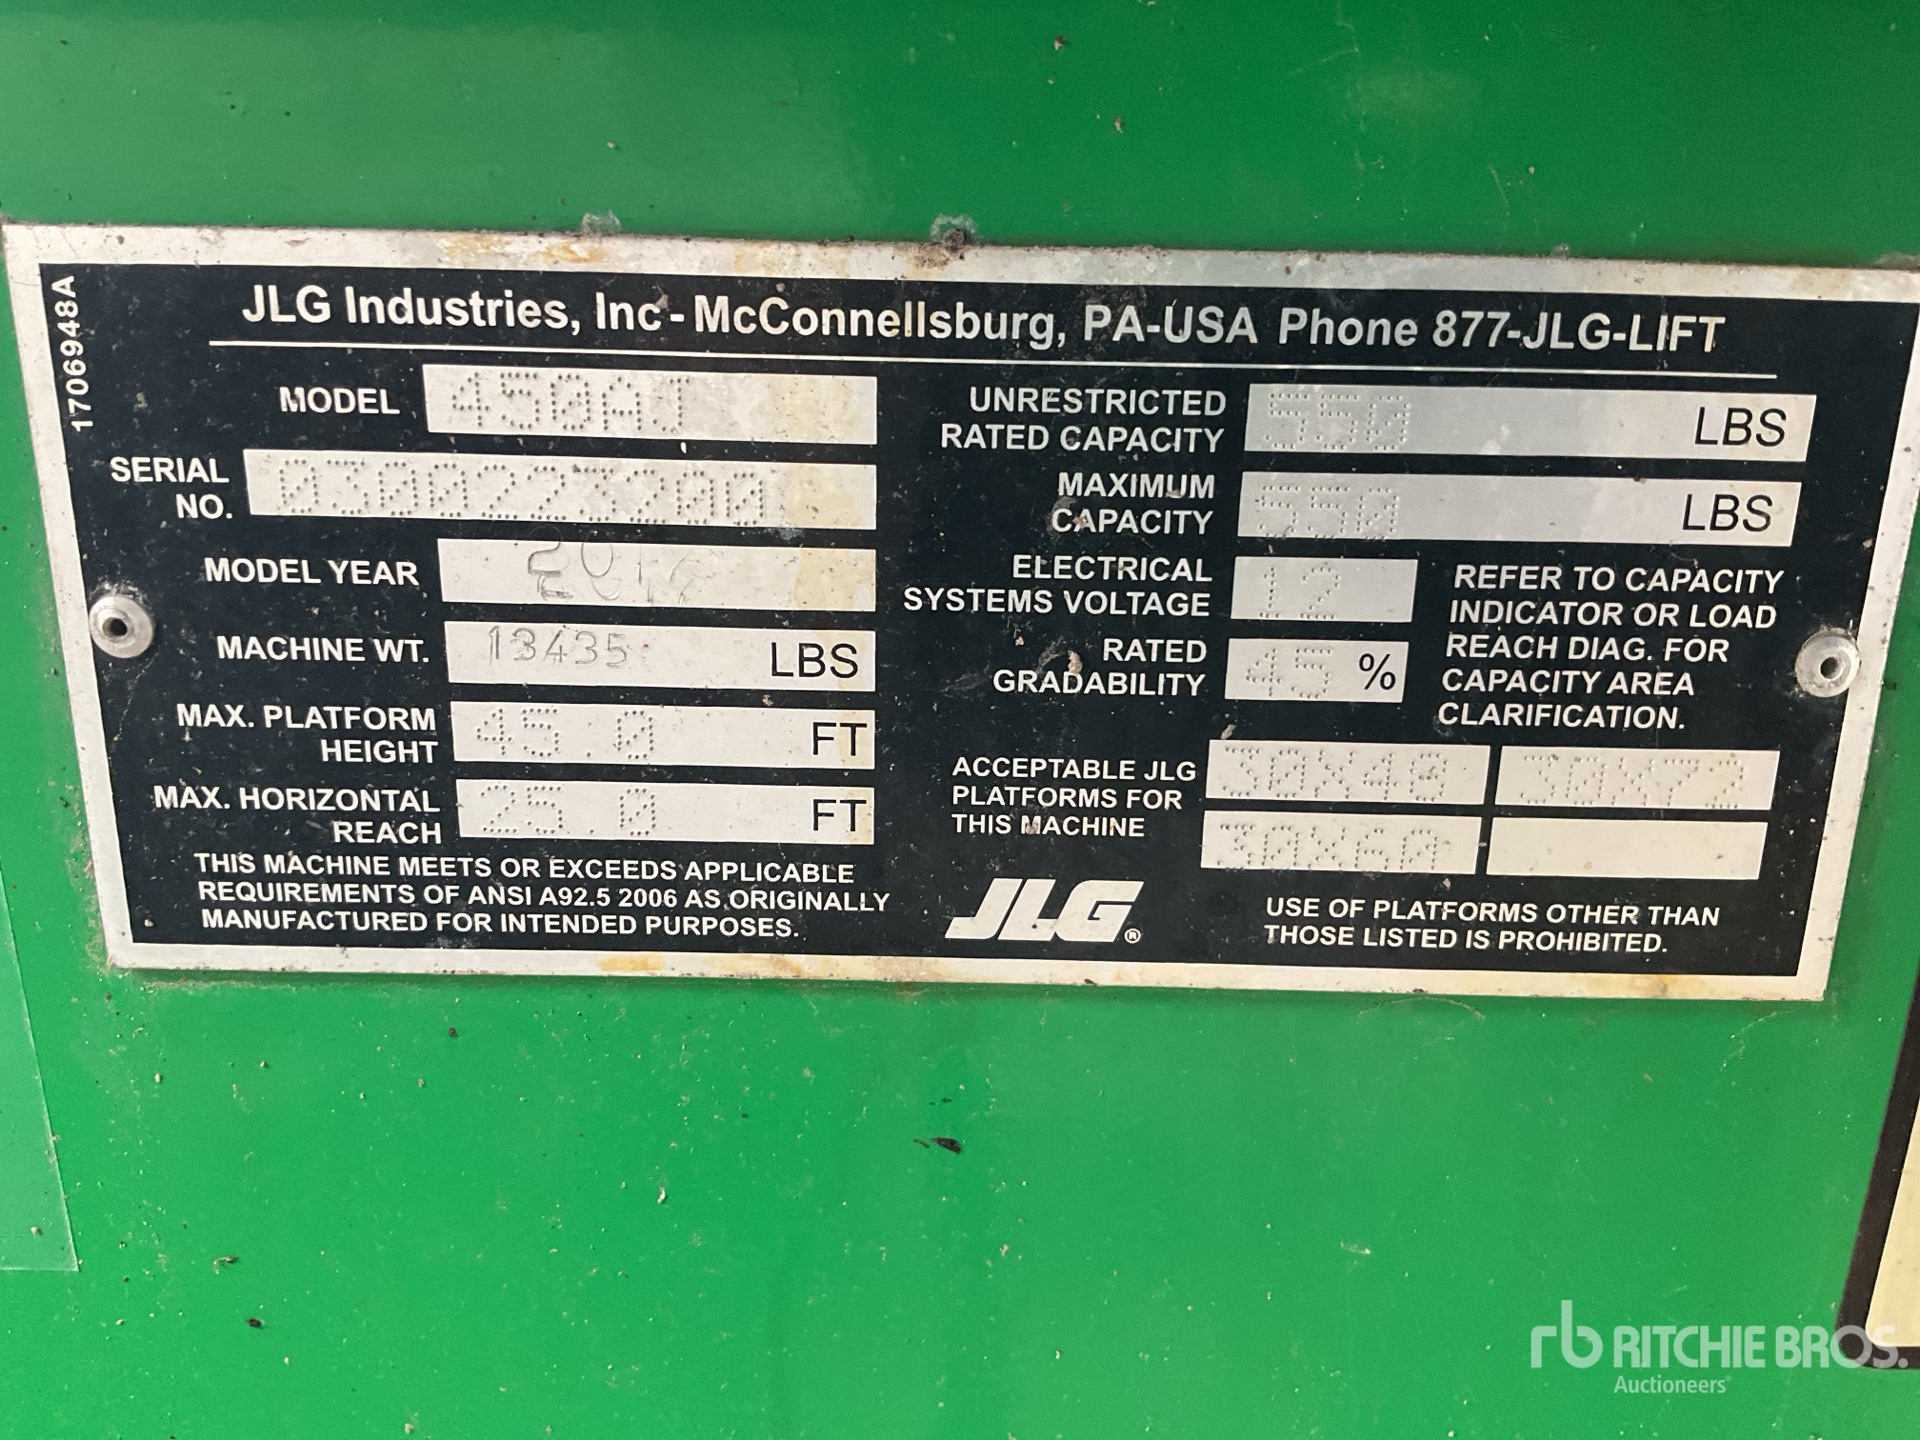 1706948A
JLG Industries, Inc - McConnellsburg, PA-USA Phone 877-JLG-LIFT
MODEL 450AJ
SERIAL NO. 0300223200
MODEL YEAR
MACHINE WT. 13435 LBS
MAX. PLATFORM HEIGHT 45.0 FT
MAX. HORIZONTAL REACH 25.0 FT
THIS MACHINE MEETS OR EXCEEDS APPLICABLE
REQUIREMENTS OF ANSI A92.5 2006 AS ORIGINALLY
MANUFACTURED FOR INTENDED PURPOSES.
UNRESTRICTED RATED CAPACITY 550 LBS
MAXIMUM CAPACITY 550 LBS
ELECTRICAL SYSTEMS VOLTAGE 12
RATED GRADABILITY 45 %
REFER TO CAPACITY
INDICATOR OR LOAD
REACH DIAG. FOR
CAPACITY AREA
CLARIFICATION.
ACCEPTABLE JLG
PLATFORMS FOR
THIS MACHINE
30X48 30X72
30X60
JLG®
USE OF PLATFORMS OTHER THAN
THOSE LISTED IS PROHIBITED.
rb RITCHIE BROS.
Auctioneers